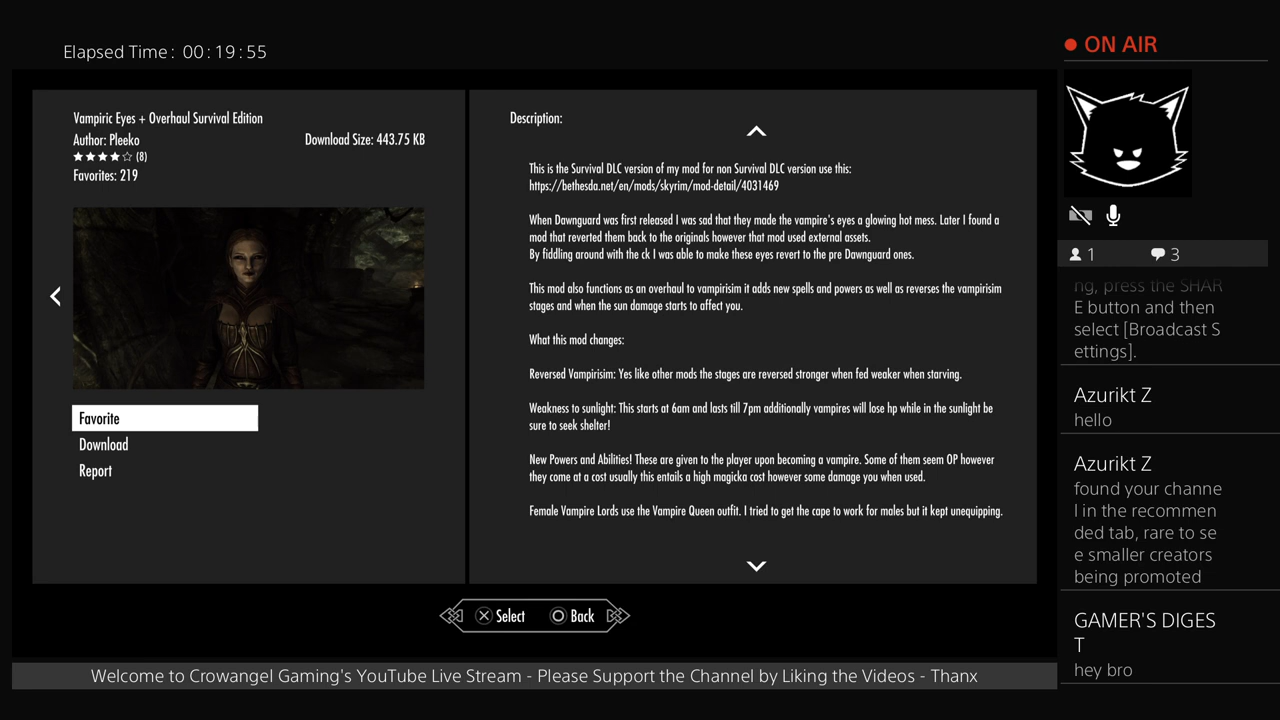 Elapsed Time: 00:19:55
Vampiric Eyes + Overhaul Survival Edition
Author: Pleeko
Download Size: 443.75 KB
(8)
Favorites: 219
Favorite
Download
Report
Description:
This is the Survival DLC version of my mod for non Survival DLC version use this:
https://bethesda.net/en/mods/skyrim/mod-detail/4031469
When Dawnguard was first released I was sad that they made the vampire's eyes a glowing hot mess. Later I found a
mod that reverted them back to the originals however that mod used external assets.
By fiddling around with the ck I was able to make these eyes revert to the pre Dawnguard ones.
This mod also functions as an overhaul to vampirisim it adds new spells and powers as well as reverses the vampirisim
stages and when the sun damage starts to affect you.
What this mod changes:
Reversed Vampirisim: Yes like other mods the stages are reversed stronger when fed weaker when starving.
Weakness to sunlight: This starts at 6am and lasts till 7pm additionally vampires will lose hp while in the sunlight be
sure to seek shelter!
New Powers and Abilities! These are given to the player upon becoming a vampire. Some of them seem OP however
they come at a cost usually this entails a high magicka cost however some damage you when used.
Female Vampire Lords use the Vampire Queen outfit. I tried to get the cape to work for males but it kept unequipping.
Select
Back
Welcome to Crowangel Gaming's YouTube Live Stream - Please Support the Channel by Liking the Videos - Thanx
ON AIR
1
3
ng, press the SHAR
E button and then
select [Broadcast S
ettings].
Azurikt Z
hello
Azurikt Z
found your channe
l in the recommen
ded tab, rare to se
e smaller creators
being promoted
GAMER'S DIGES
T
hey bro